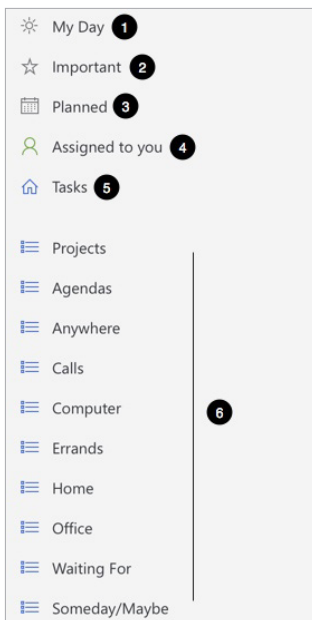 My Day 1
Important 2
Planned 3
Assigned to you 4
Tasks 5
Projects
Agendas
Anywhere
Calls
Computer 6
Errands
Home
Office
Waiting For
Someday/Maybe